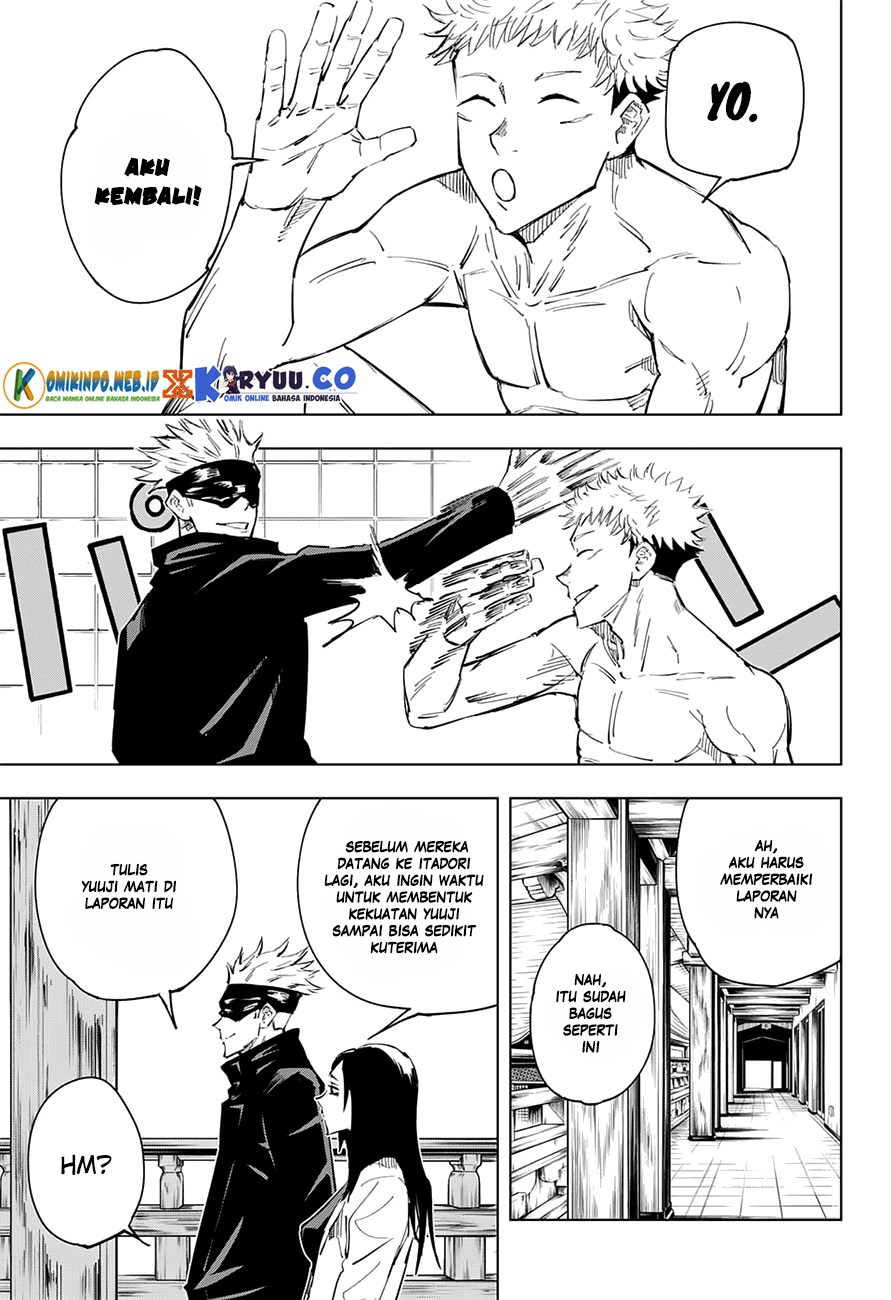 YO.
AKU
KEMBALI!
KOMIKINDO.WEB.ID
BACA MANGA ONLINE BAHASA INDONESIA
X
KIRYUU.CO
KOMIK ONLINE BAHASA INDONESIA
AH,
AKU HARUS
MEMPERBAIKI
LAPORAN
NYA
NAH,
ITU SUDAH
BAGUS
SEPERTI
INI
SEBELUM MEREKA
DATANG KE ITADORI
LAGI, AKU INGIN WAKTU
UNTUK MEMBENTUK
KEKUATAN YUUJI
SAMPAI BISA SEDIKIT
KUTERIMA
TULIS
YUUJI MATI DI
LAPORAN ITU
HM?